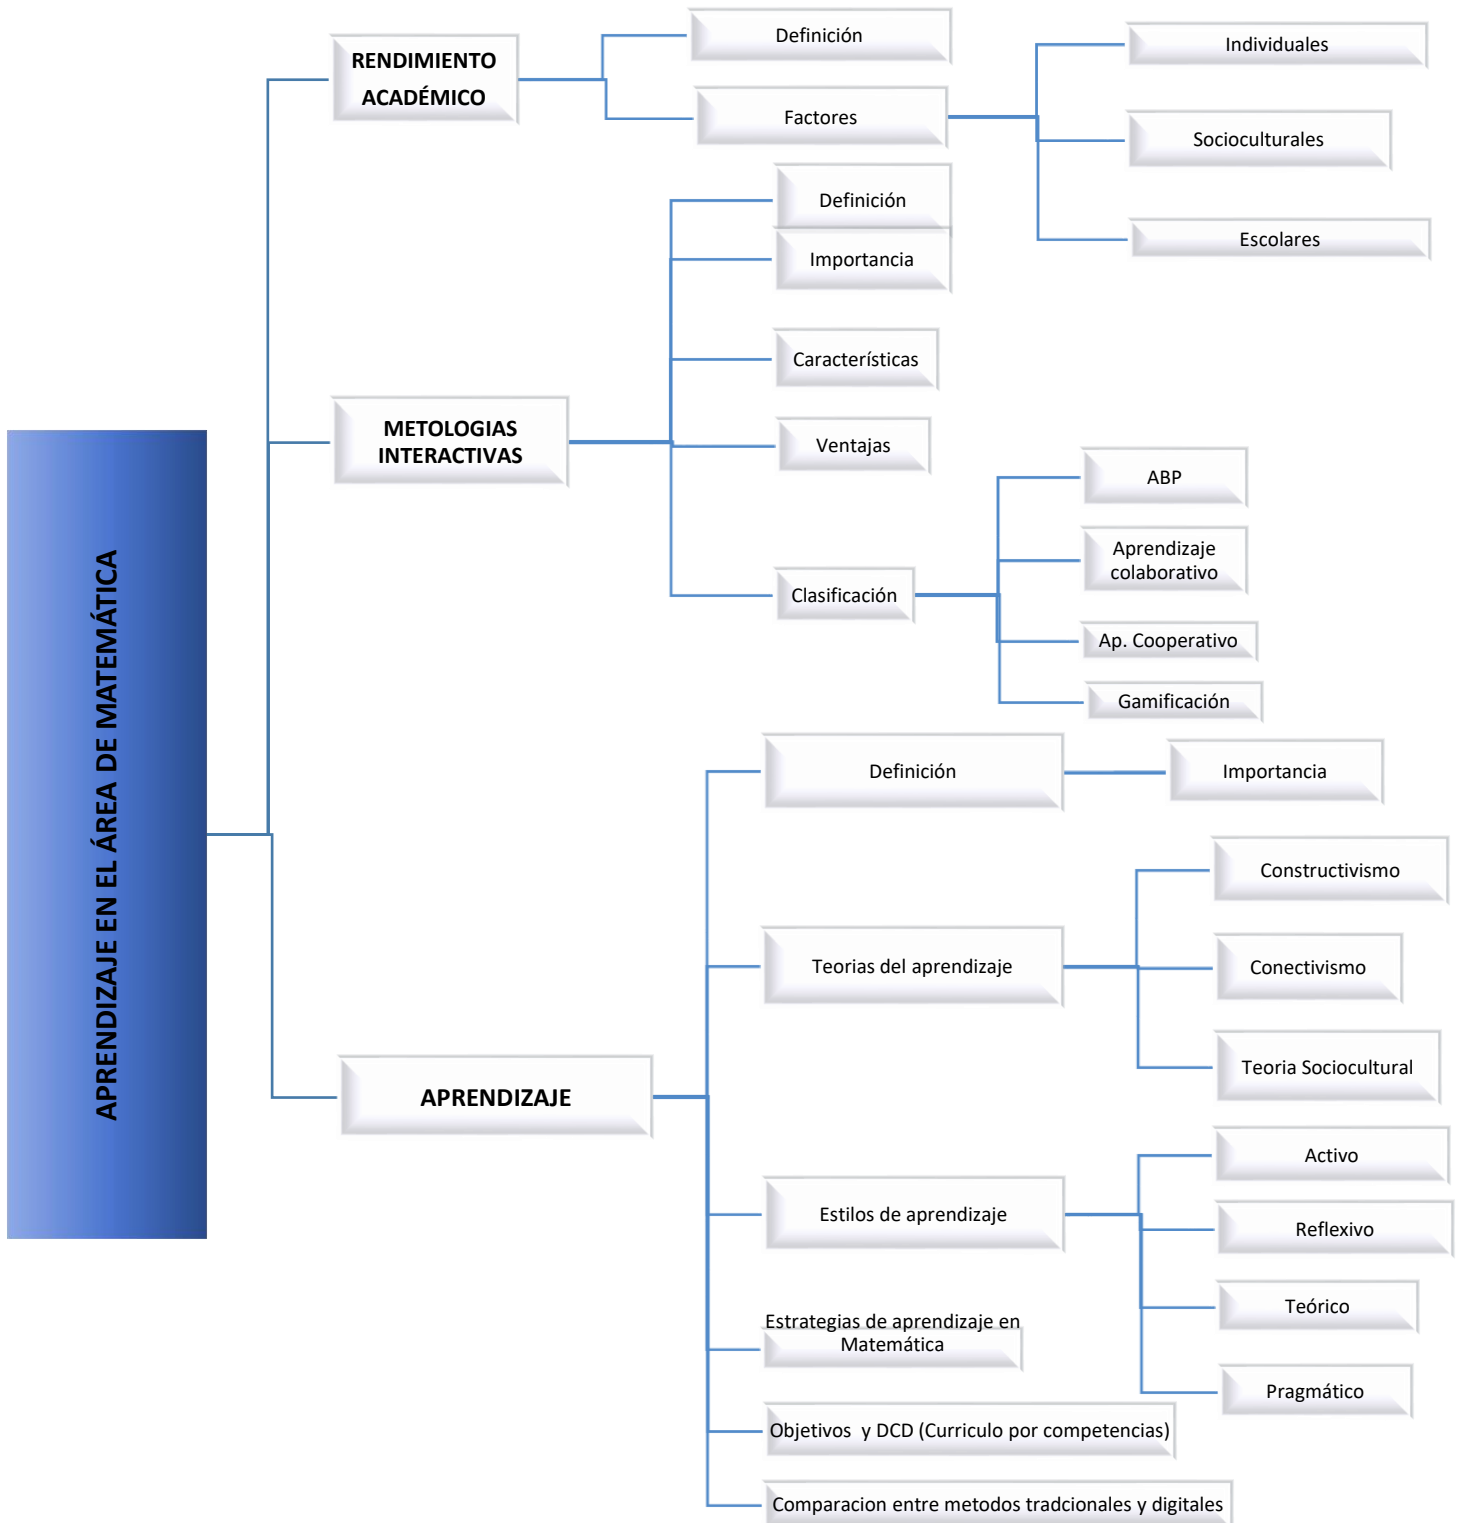 APRENDIZAJE EN EL ÁREA DE MATEMÁTICA
RENDIMIENTO
ACADÉMICO
Definición
Factores
Individuales
Socioculturales
Escolares
METOLOGIAS
INTERACTIVAS
Definición
Importancia
Características
Ventajas
Clasificación
ABP
Aprendizaje
colaborativo
Ap. Cooperativo
Gamificación
APRENDIZAJE
Definición
Importancia
Teorias del aprendizaje
Constructivismo
Conectivismo
Teoria Sociocultural
Estilos de aprendizaje
Activo
Reflexivo
Teórico
Pragmático
Estrategias de aprendizaje en
Matemática
Objetivos y DCD (Curriculo por competencias)
Comparacion entre metodos tradcionales y digitales